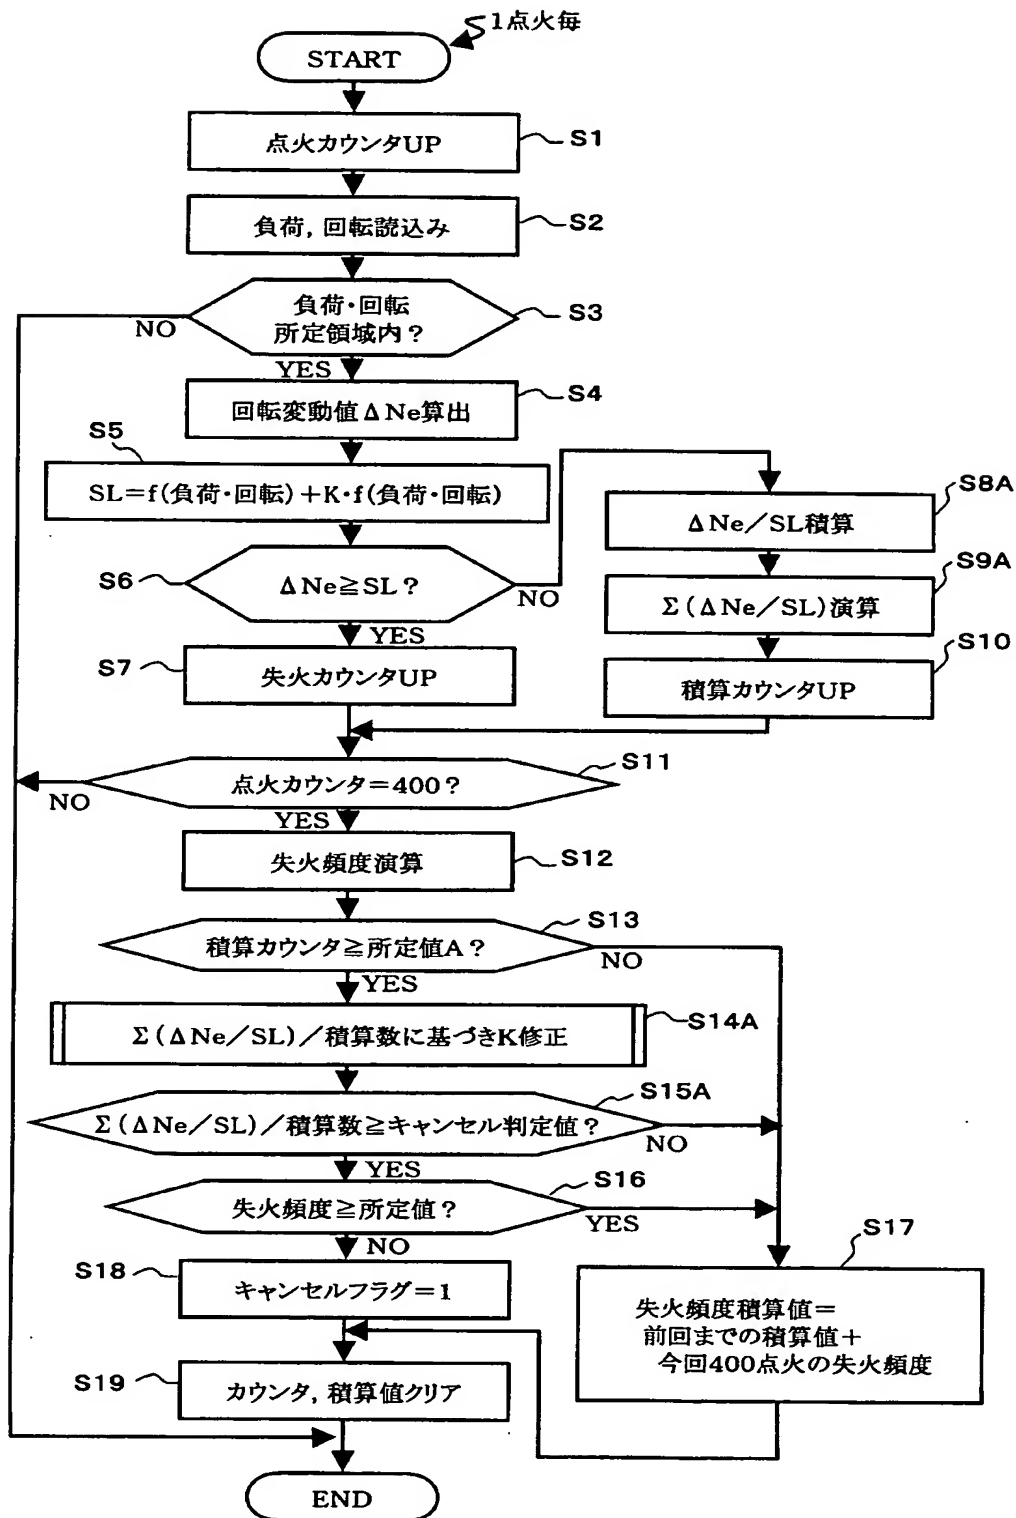 1点火毎
START
点火カウンタUP
S1
負荷,回転読込み
S2
負荷・回転
所定領域内?
S3
NO
YES
回転変動値ΔNe算出
S4
S5
SL=f(負荷・回転)+K・f(負荷・回転)
S8A
ΔNe/SL積算
S6
ΔNe≧SL?
NO
YES
S9A
Σ(ΔNe/SL)演算
S7
失火カウンタUP
S10
積算カウンタUP
S11
点火カウンタ=400?
NO
YES
失火頻度演算
S12
S13
積算カウンタ≧所定値A?
NO
YES
Σ(ΔNe/SL)/積算数に基づきK修正
S14A
S15A
Σ(ΔNe/SL)/積算数≧キャンセル判定値?
NO
YES
S16
失火頻度≧所定値?
YES
NO
S17
S18
キャンセルフラグ=1
失火頻度積算値=
前回までの積算値+
今回400点火の失火頻度
S19
カウンタ,積算値クリア
END